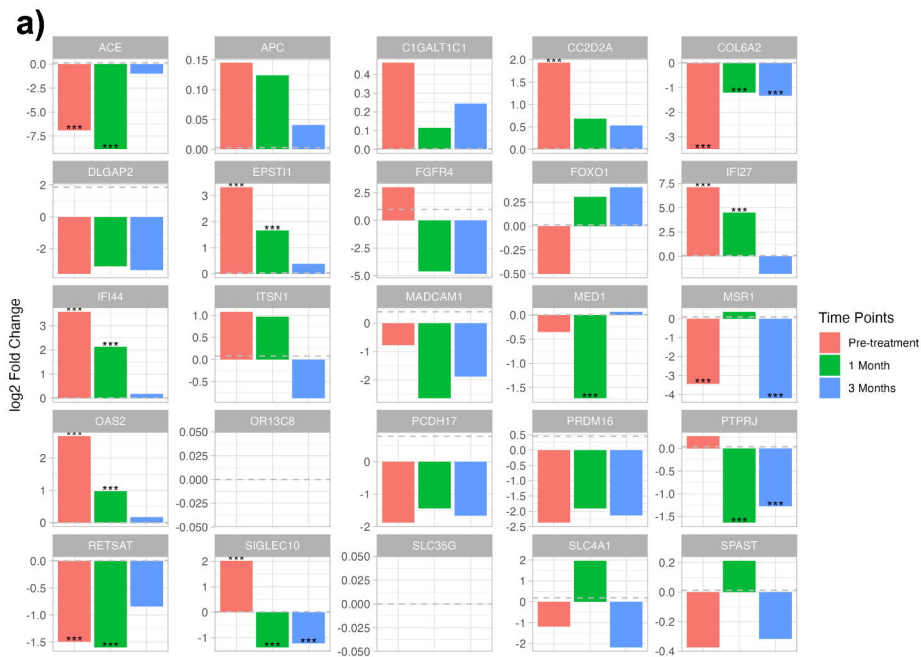 a)
ACE APC C1GALT1C1 CC2D2A COL6A2
0.0 -2.5 -5.0 -7.5 *** ***
0.15 0.10 0.05 0.00
0.4 0.3 0.2 0.1 0.0
2.0 1.5 1.0 0.5 0.0 ***
0 -1 -2 -3 *** *** ***
DLGAP2 EPSTI1 FGFR4 FOXO1 IFI27
2 0 -2
3 2 1 0 *** ***
2.5 0.0 -2.5 -5.0
0.25 0.00 -0.25 -0.50
7.5 5.0 2.5 0.0 *** ***
IFI44 ITSN1 MADCAM1 MED1 MSR1
3 2 1 0 *** ***
1.0 0.5 0.0 -0.5
0 -1 -2
0.0 -0.5 -1.0 -1.5 ***
0 -1 -2 -3 -4 *** ***
OAS2 OR13C8 PCDH17 PRDM16 PTPRJ
2 1 0 *** ***
0.050 0.025 0.000 -0.025 -0.050
0 -1 -2
0.5 0.0 -0.5 -1.0 -1.5 -2.0 -2.5
0.0 -0.5 -1.0 -1.5 *** ***
RETSAT SIGLEC10 SLC35G SLC4A1 SPAST
0.0 -0.5 -1.0 -1.5 *** ***
2 1 0 -1 *** *** ***
0.050 0.025 0.000 -0.025 -0.050
2 0 -2 -4
0.2 0.0 -0.2 -0.4
log2 Fold Change
Time Points
Pre-treatment
1 Month
3 Months